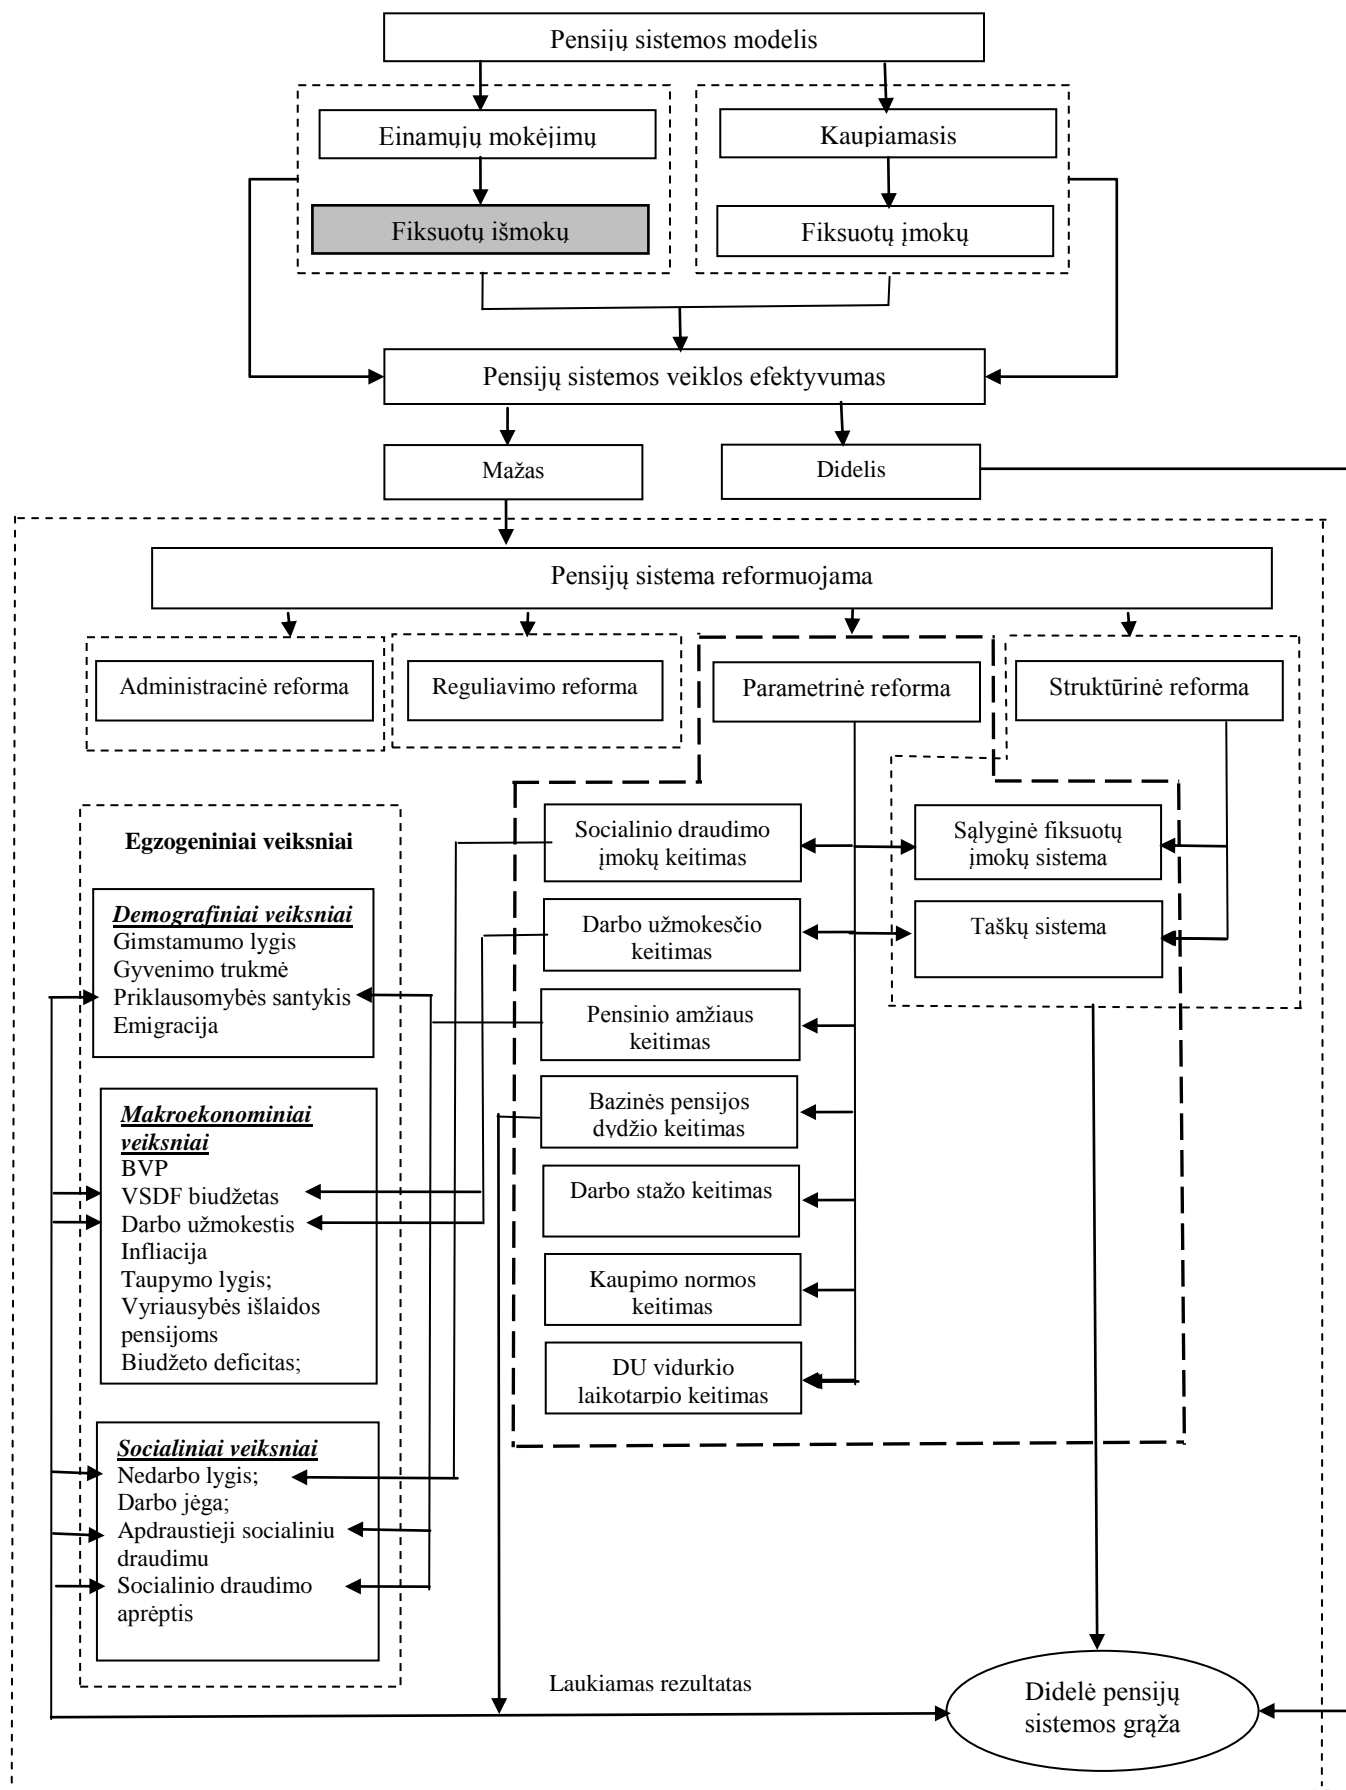 Pensijų sistemos modelis
Einamųjų mokėjimų
Kaupiamasis
Fiksuotų išmokų
Fiksuotų įmokų
Pensijų sistemos veiklos efektyvumas
Mažas
Didelis
Pensijų sistema reformuojama
Administracinė reforma
Reguliavimo reforma
Parametrinė reforma
Struktūrinė reforma
Egzogeniniai veiksniai
Demografiniai veiksniai
Gimstamumo lygis
Gyvenimo trukmė
Priklausomybės santykis
Emigracija
Makroekonominiai
veiksniai
BVP
VSDF biudžetas
Darbo užmokestis
Infliacija
Taupymo lygis;
Vyriausybės išlaidos
pensijoms
Biudžeto deficitas;
Socialiniai veiksniai
Nedarbo lygis;
Darbo jėga;
Apdraustieji socialiniu
draudimu
Socialinio draudimo
aprėptis
Socialinio draudimo
įmokų keitimas
Darbo užmokesčio
keitimas
Pensinio amžiaus
keitimas
Bazinės pensijos
dydžio keitimas
Darbo stažo keitimas
Kaupimo normos
keitimas
DU vidurkio
laikotarpio keitimas
Sąlyginė fiksuotų
įmokų sistema
Taškų sistema
Laukiamas rezultatas
Didelė pensijų
sistemos grąža